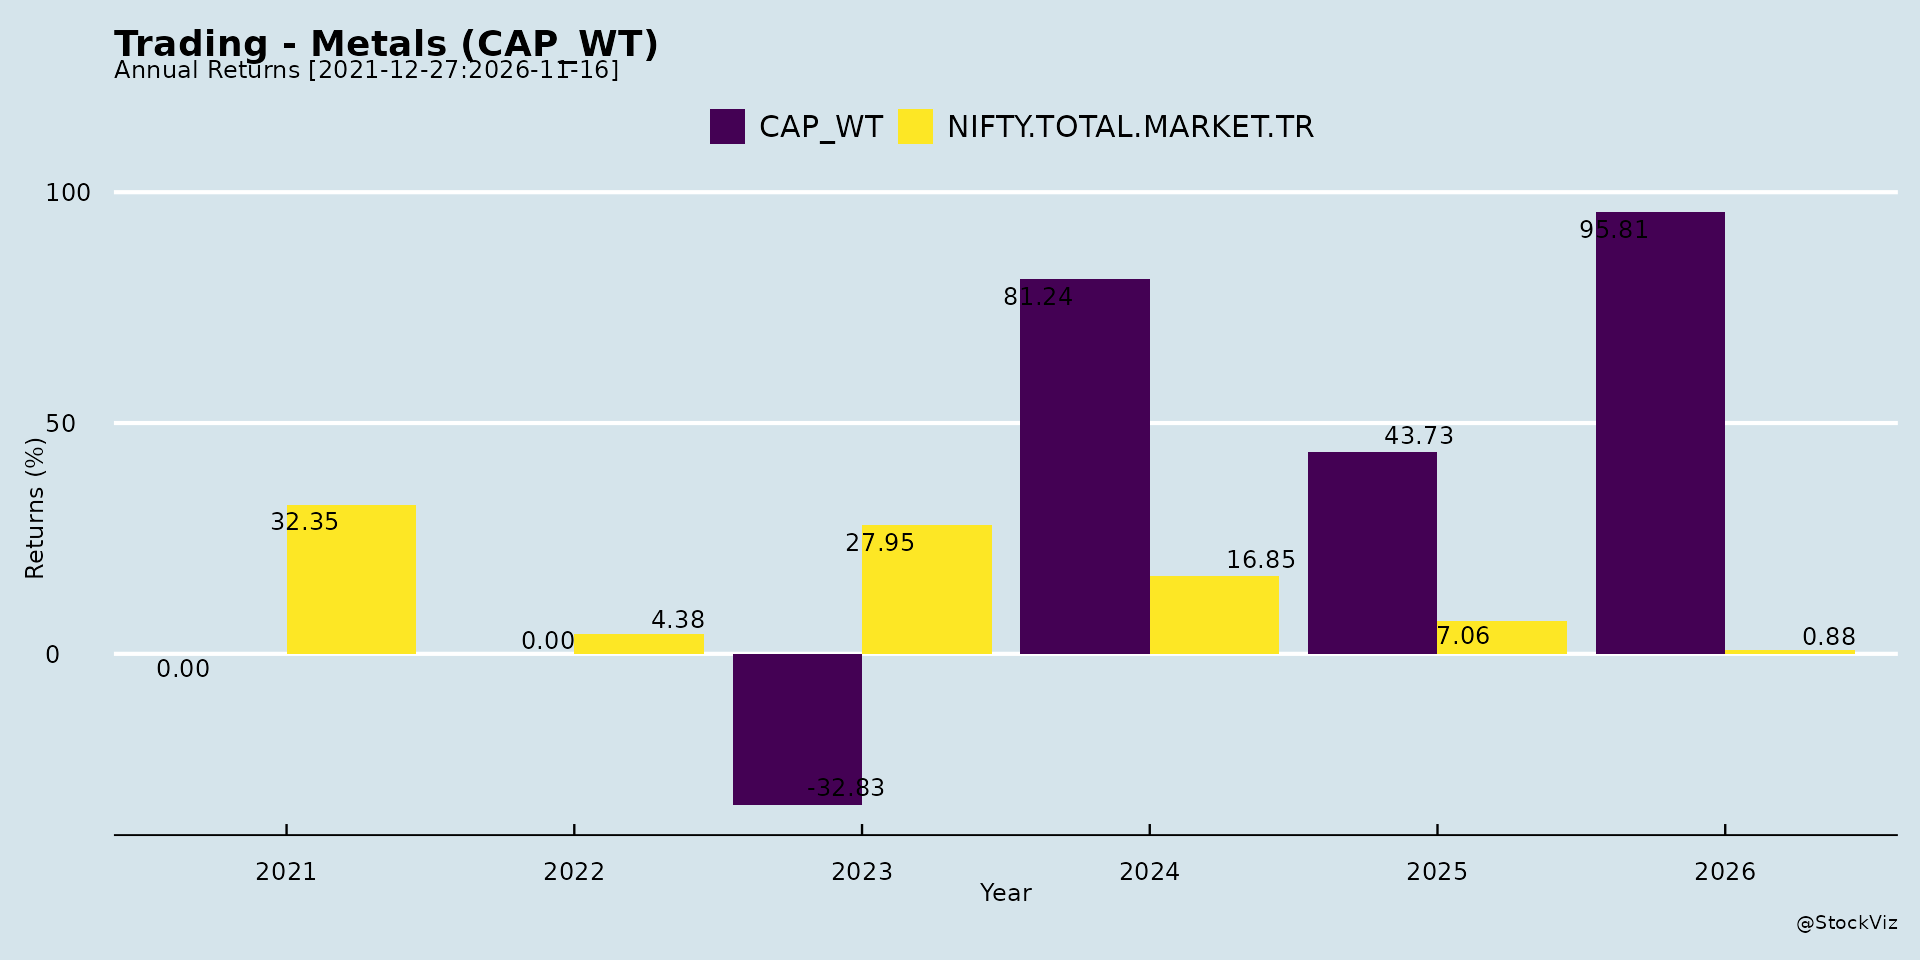 Trading - Metals (CAP_WT)
Annual Returns [2021-12-27:2026-11-16]
CAP_WT NIFTY.TOTAL.MARKET.TR
100
50
0
Returns (%)
0.00
32.35
0.00
4.38
-32.83
27.95
81.24
16.85
43.73
7.06
95.81
0.88
2021 2022 2023 2024 2025 2026
Year
@StockViz